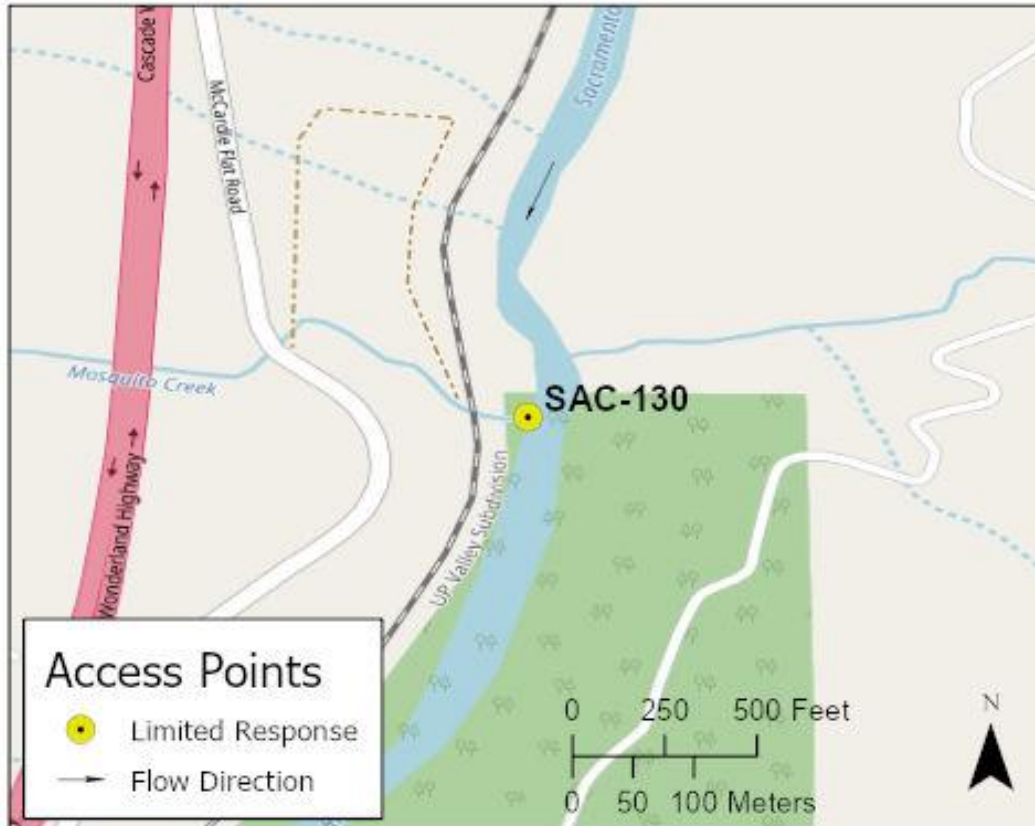 Cascade W
McCardle Flat Road
Sacramento
Mosquito Creek
SAC-130
UP Valley Subdivision
Wonderland Highway
Access Points
Limited Response
Flow Direction
0 250 500 Feet
0 50 100 Meters
N